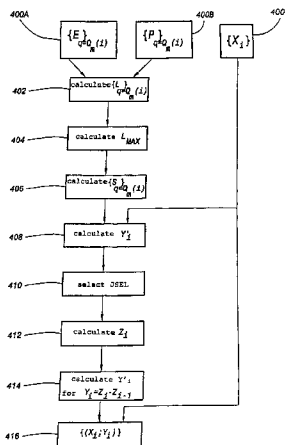 400A
400B
400
{E}q=Qm(i)
{P}q=Qm(i)
{Xi}
402
calculate{L}q=Qm(i)
404
calculate LMAX
406
calculate{S}q=Qm(i)
408
calculate Y'i
410
select JSEL
412
calculate Zi
414
calculate Y'i
for Yi=Zi-Zi-1
416
{(Xi;Yi)}